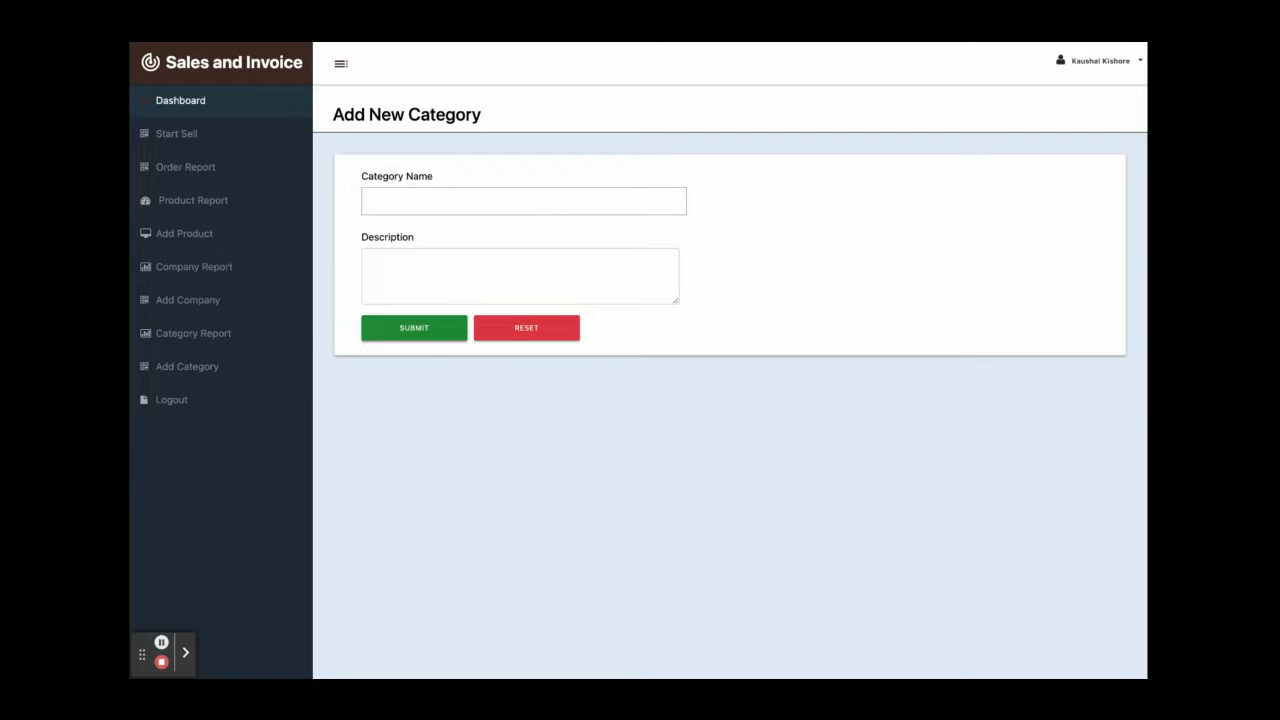 Sales and Invoice
Kaushal Kishore
Dashboard
Start Sell
Order Report
Product Report
Add Product
Company Report
Add Company
Category Report
Add Category
Logout
Add New Category
Category Name
Description
SUBMIT RESET